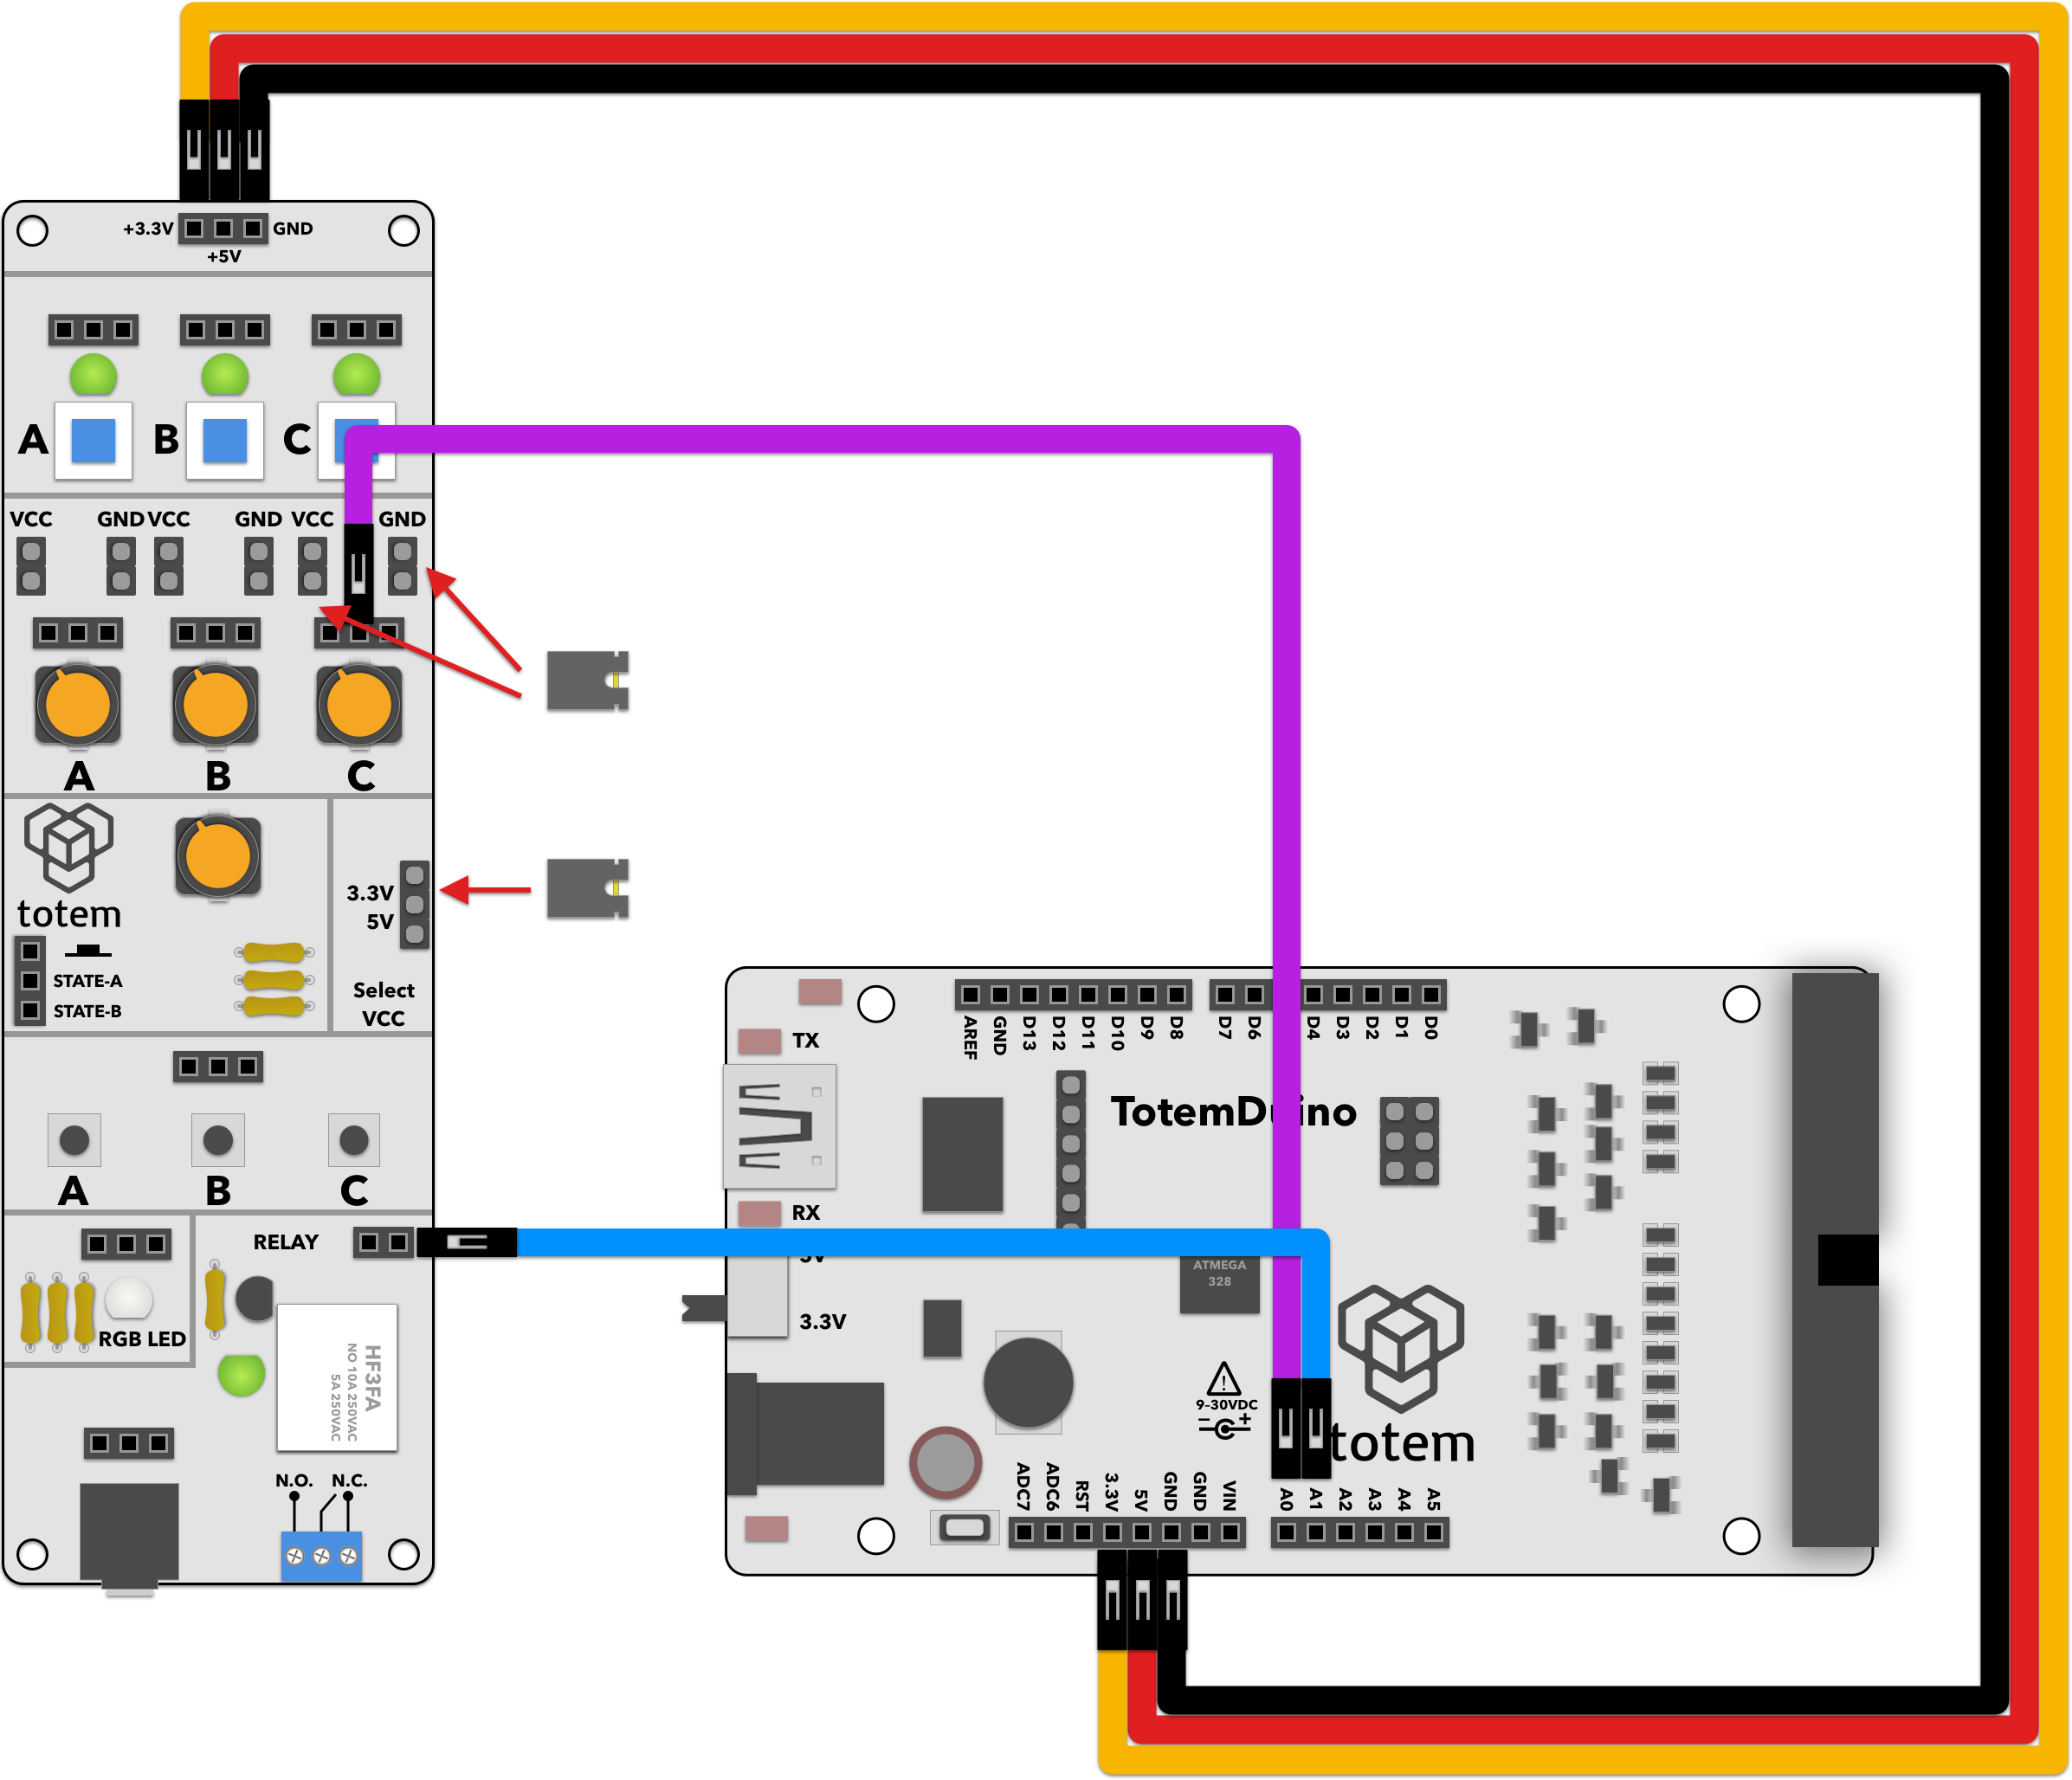 +3.3V
GND
+5V
A
B
C
VCC
GND
VCC
GND
VCC
GND
A
B
C
totem
3.3V
5V
STATE-A
STATE-B
Select
VCC
A
B
C
RELAY
RGB LED
HF3FA
NO 10A 250VAC
5A 250VAC
N.O.
N.C.
TX
AREF
GND
D13
D12
D11
D10
D9
D8
D7
D6
D4
D3
D2
D1
D0
TotemDuino
RX
5V
3.3V
ATMEGA
328
9-30VDC
- +
totem
ADC7
ADC6
RST
3.3V
5V
GND
GND
VIN
A0
A1
A2
A3
A4
A5